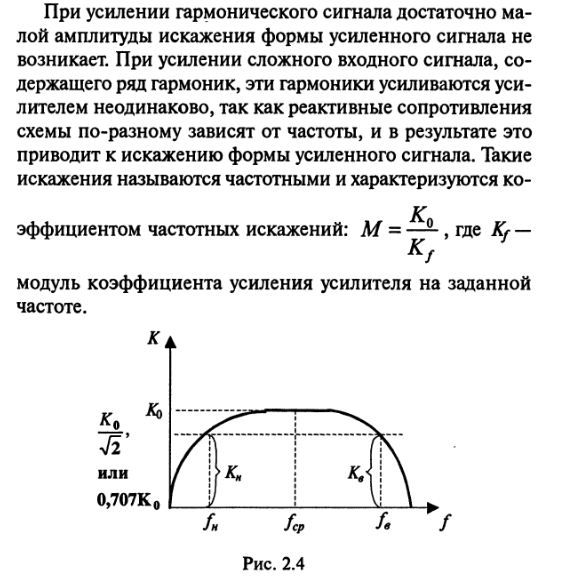 При усилении гармонического сигнала достаточно ма-
лой амплитуды искажения формы усиленного сигнала не
возникает. При усилении сложного входного сигнала, со-
держащего ряд гармоник, эти гармоники усиливаются уси-
лителем неодинаково, так как реактивные сопротивления
схемы по-разному зависят от частоты, и в результате это
приводит к искажению формы усиленного сигнала. Такие
искажения называются частотными и характеризуются ко-
эффициентом частотных искажений: M = K₀/K_f , где K_f —
модуль коэффициента усиления усилителя на заданной
частоте.
K
K₀
K₀/√2,
или
0,707K₀
Kн
Kв
fн fср fв f
Рис. 2.4